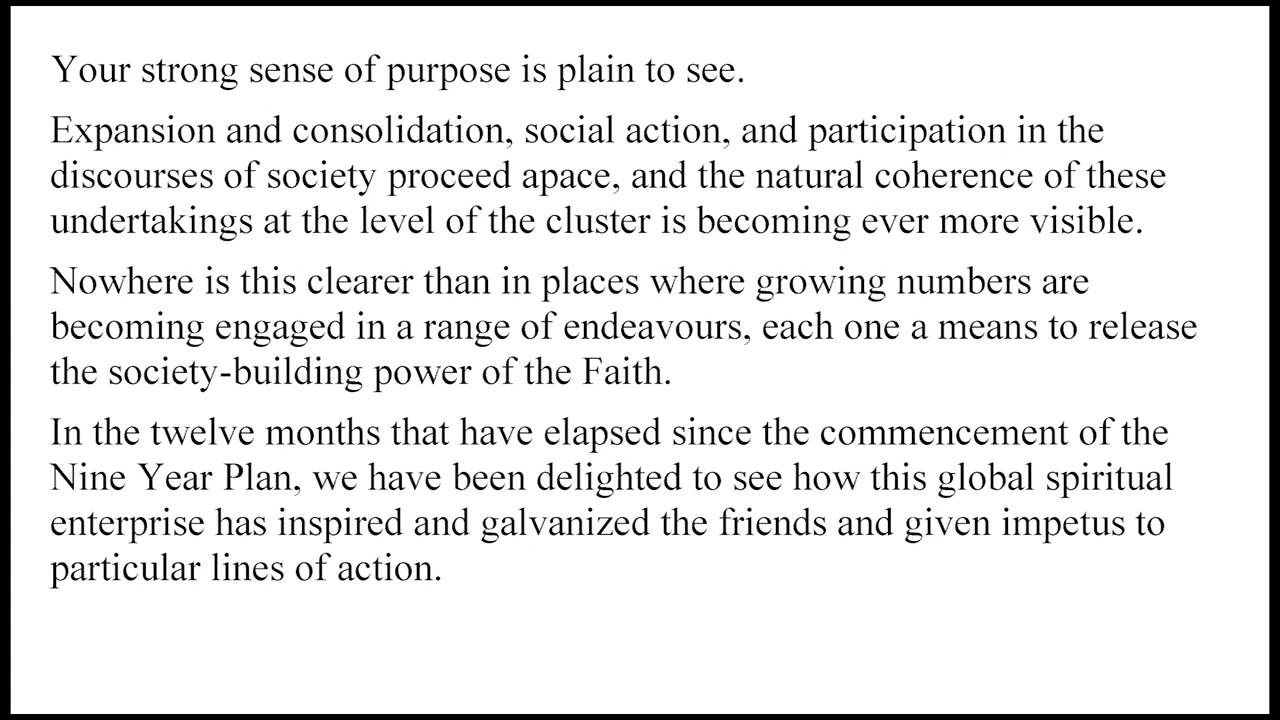 Your strong sense of purpose is plain to see.
Expansion and consolidation, social action, and participation in the
discourses of society proceed apace, and the natural coherence of these
undertakings at the level of the cluster is becoming ever more visible.
Nowhere is this clearer than in places where growing numbers are
becoming engaged in a range of endeavours, each one a means to release
the society-building power of the Faith.
In the twelve months that have elapsed since the commencement of the
Nine Year Plan, we have been delighted to see how this global spiritual
enterprise has inspired and galvanized the friends and given impetus to
particular lines of action.